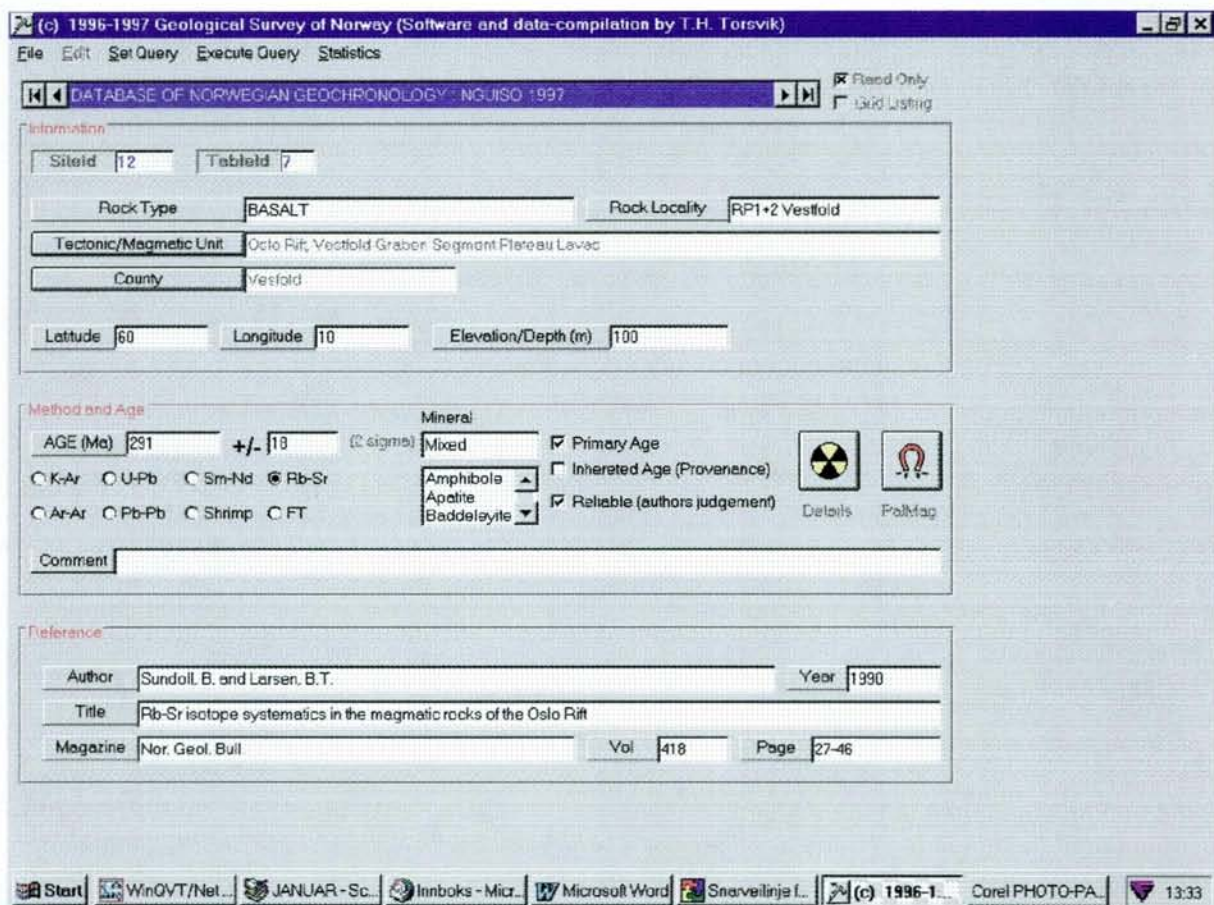 (c) 1996-1997 Geological Survey of Norway (Software and data-compilation by T.H. Torsvik)
File Edit Set Query Execute Query Statistics
DATABASE OF NORWEGIAN GEOCHRONOLOGY : NGUISO 1997
Read Only
Grid Listing
Information
SiteId 12 TableId 7
Rock Type BASALT Rock Locality RP1+2 Vestfold
Tectonic/Magmatic Unit Oslo Rift, Vestfold Graben Segment Plateau Lavas
County Vestfold
Latitude 60 Longitude 10 Elevation/Depth (m) 100
Method and Age
Mineral
AGE (Ma) 291 +/- 18 (2 sigma) Mixed Primary Age
Inhereted Age (Provenance)
K-Ar U-Pb Sm-Nd Rb-Sr Amphibole
Apatite Reliable (authors judgement)
Ar-Ar Pb-Pb Shrimp FT Baddeleyite Details PalMag
Comment
Reference
Author Sundoll, B. and Larsen, B.T. Year 1990
Title Rb-Sr isotope systematics in the magmatic rocks of the Oslo Rift
Magazine Nor. Geol. Bull. Vol 418 Page 27-46
Start WinOVT/Net... JANUAR - Sc... Innboks - Micr... Microsoft Word Snarveilinje f... (c) 1996-1... Corel PHOTO-PA... 13:33